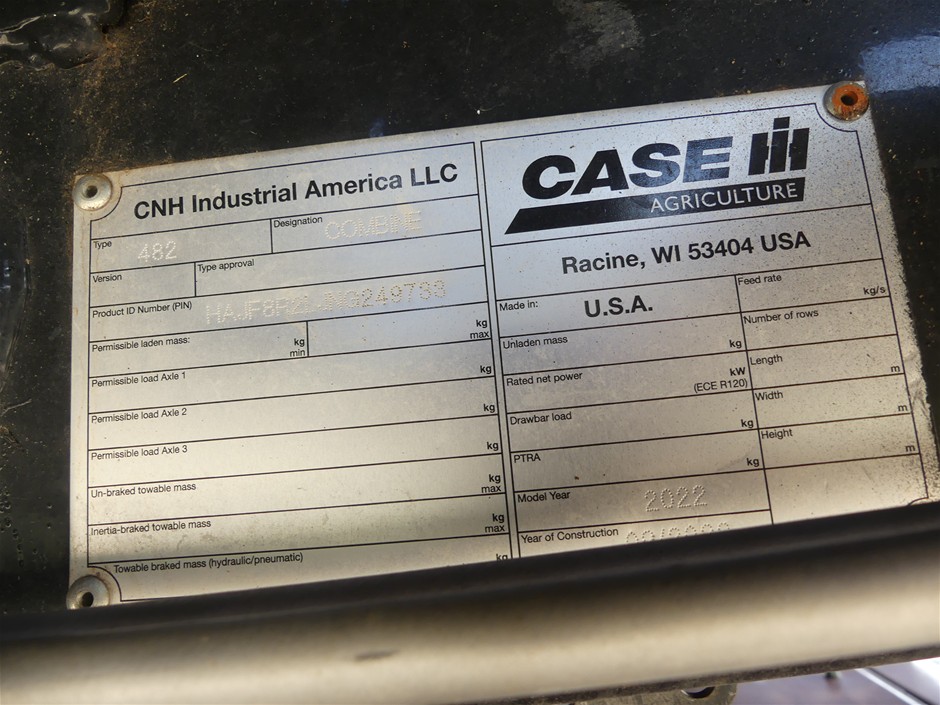 CNH Industrial America LLC
Type
482
Designation
COMBINE
Version
Type approval
Product ID Number (PIN)
Permissible laden mass:
kg
min
kg
max
Permissible load Axle 1
kg
Permissible load Axle 2
kg
Permissible load Axle 3
kg
Un-braked towable mass
kg
max
Inertia-braked towable mass
kg
max
Towable braked mass (hydraulic/pneumatic)
kg
CASE IH
AGRICULTURE
Racine, WI 53404 USA
Made in:
U.S.A.
Feed rate
kg/s
Unladen mass
kg
Number of rows
Rated net power
kW
(ECE R120)
Length
m
Drawbar load
kg
Width
m
PTRA
kg
Height
m
Model Year
2022
Year of Construction